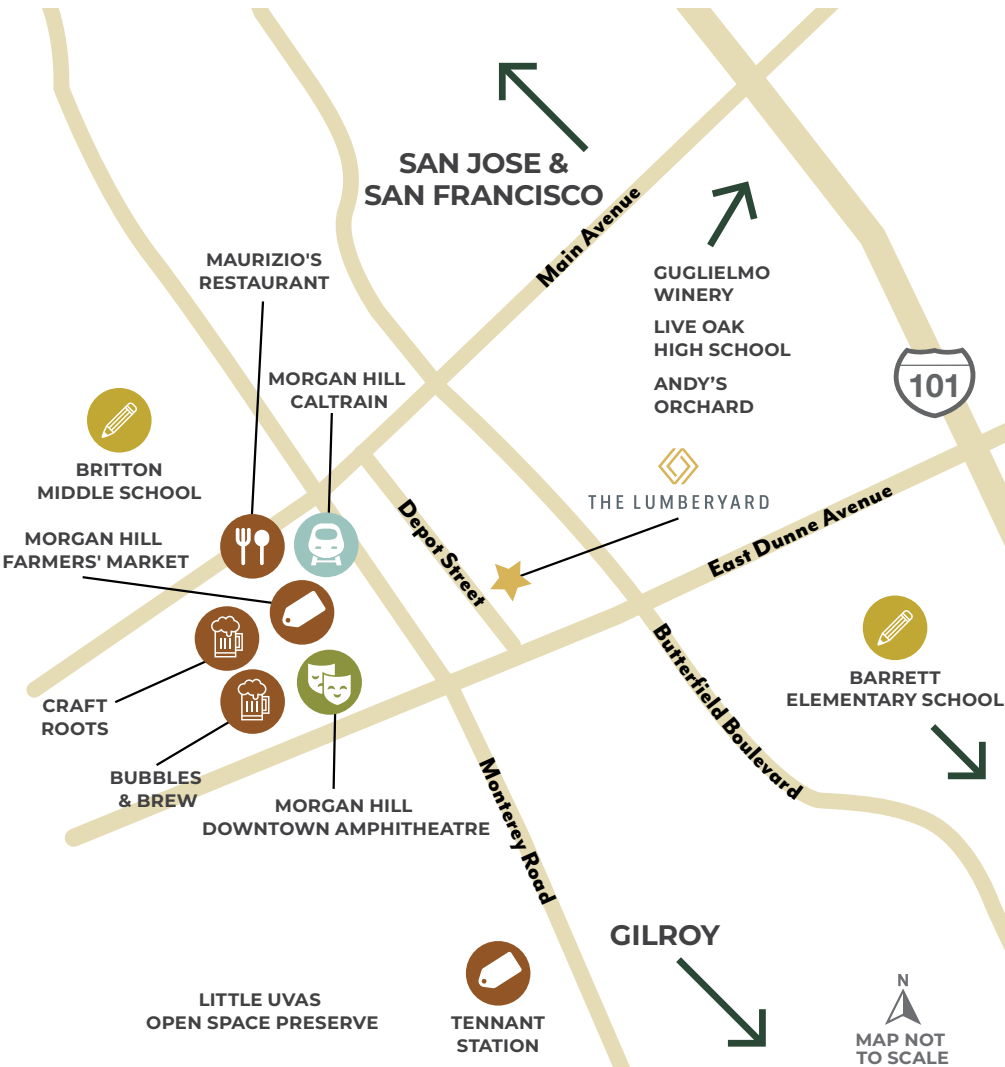 SAN JOSE &
SAN FRANCISCO
Main Avenue
MAURIZIO'S
RESTAURANT
GUGLIELMO
WINERY
LIVE OAK
HIGH SCHOOL
ANDY’S
ORCHARD
101
MORGAN HILL
CALTRAIN
BRITTON
MIDDLE SCHOOL
THE LUMBERYARD
Depot Street
East Dunne Avenue
MORGAN HILL
FARMERS' MARKET
CRAFT
ROOTS
BUBBLES
& BREW
MORGAN HILL
DOWNTOWN AMPHITHEATRE
Butterfield Boulevard
BARRETT
ELEMENTARY SCHOOL
Monterey Road
GILROY
LITTLE UVAS
OPEN SPACE PRESERVE
TENNANT
STATION
N
MAP NOT
TO SCALE